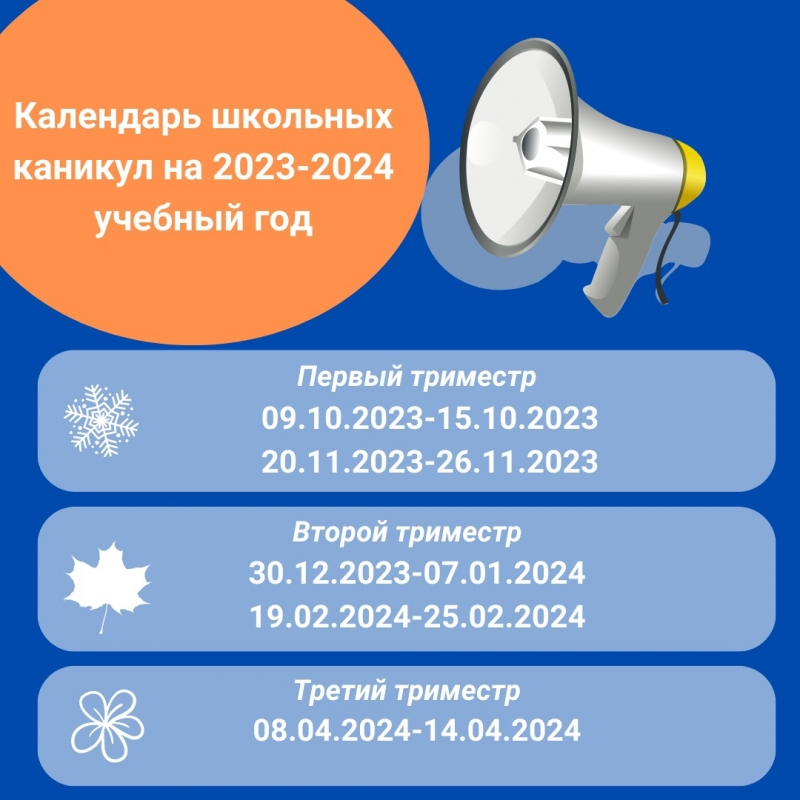 Календарь школьных
каникул на 2023-2024
учебный год
Первый триместр
09.10.2023-15.10.2023
20.11.2023-26.11.2023
Второй триместр
30.12.2023-07.01.2024
19.02.2024-25.02.2024
Третий триместр
08.04.2024-14.04.2024